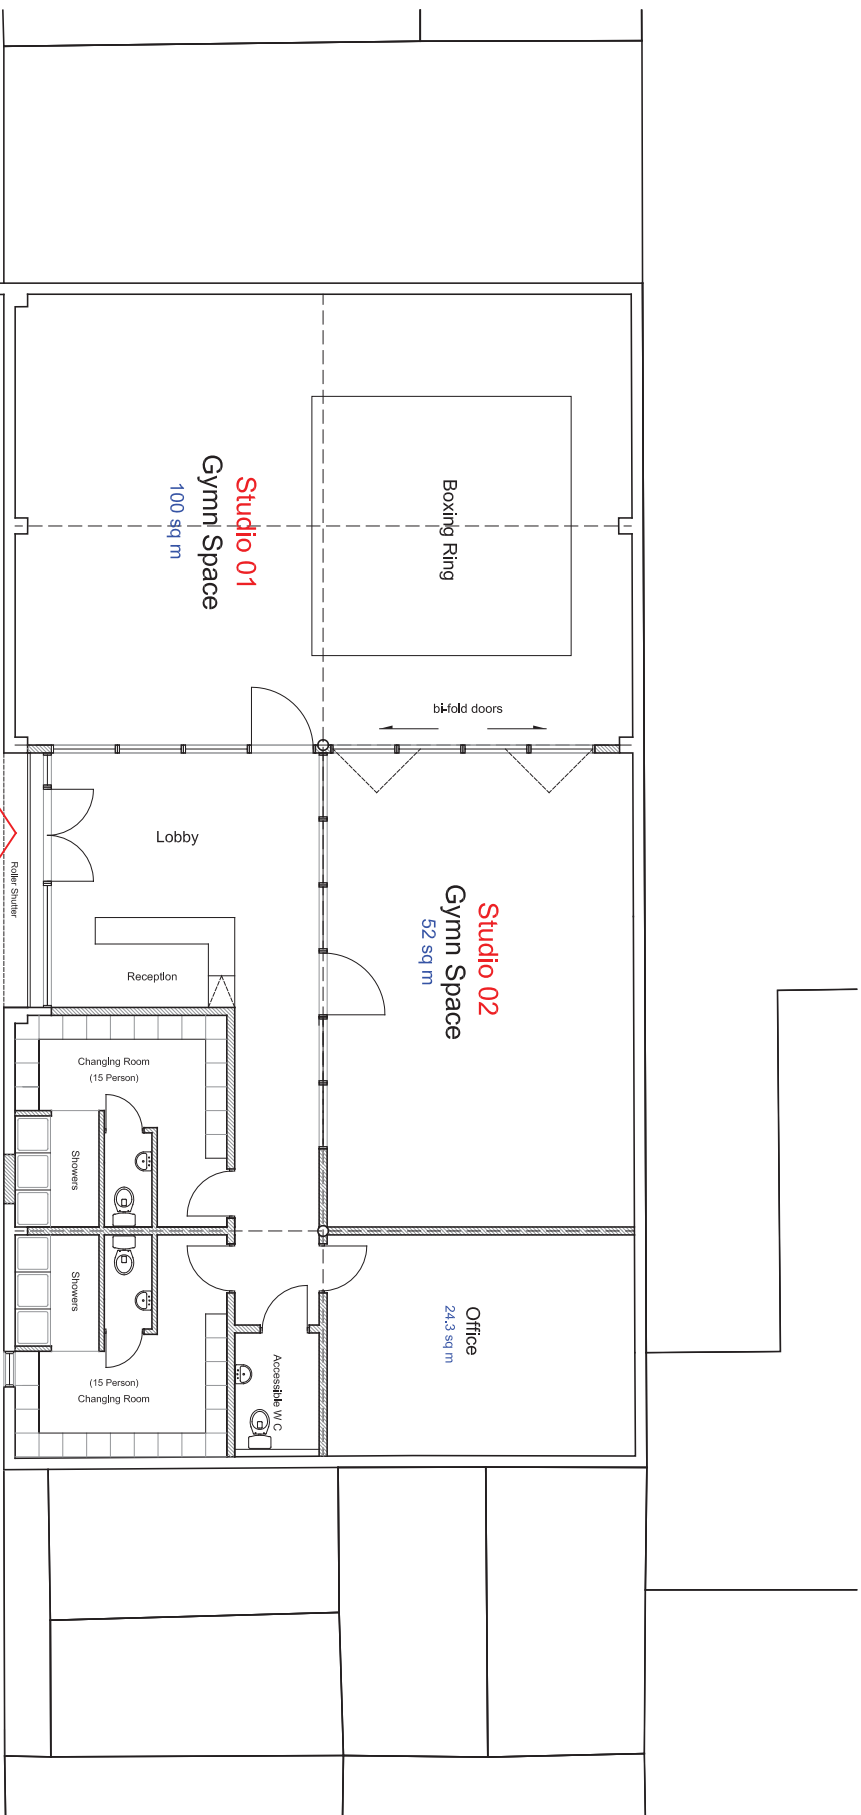 Boxing Ring
Studio 01
Gymn Space
100 sq m
bi-fold doors
Lobby
Roller Shutter
Studio 02
Gymn Space
52 sq m
Reception
Changing Room
(15 Person)
Showers
Showers
Office
24.3 sq m
Accessible W C
(15 Person)
Changing Room